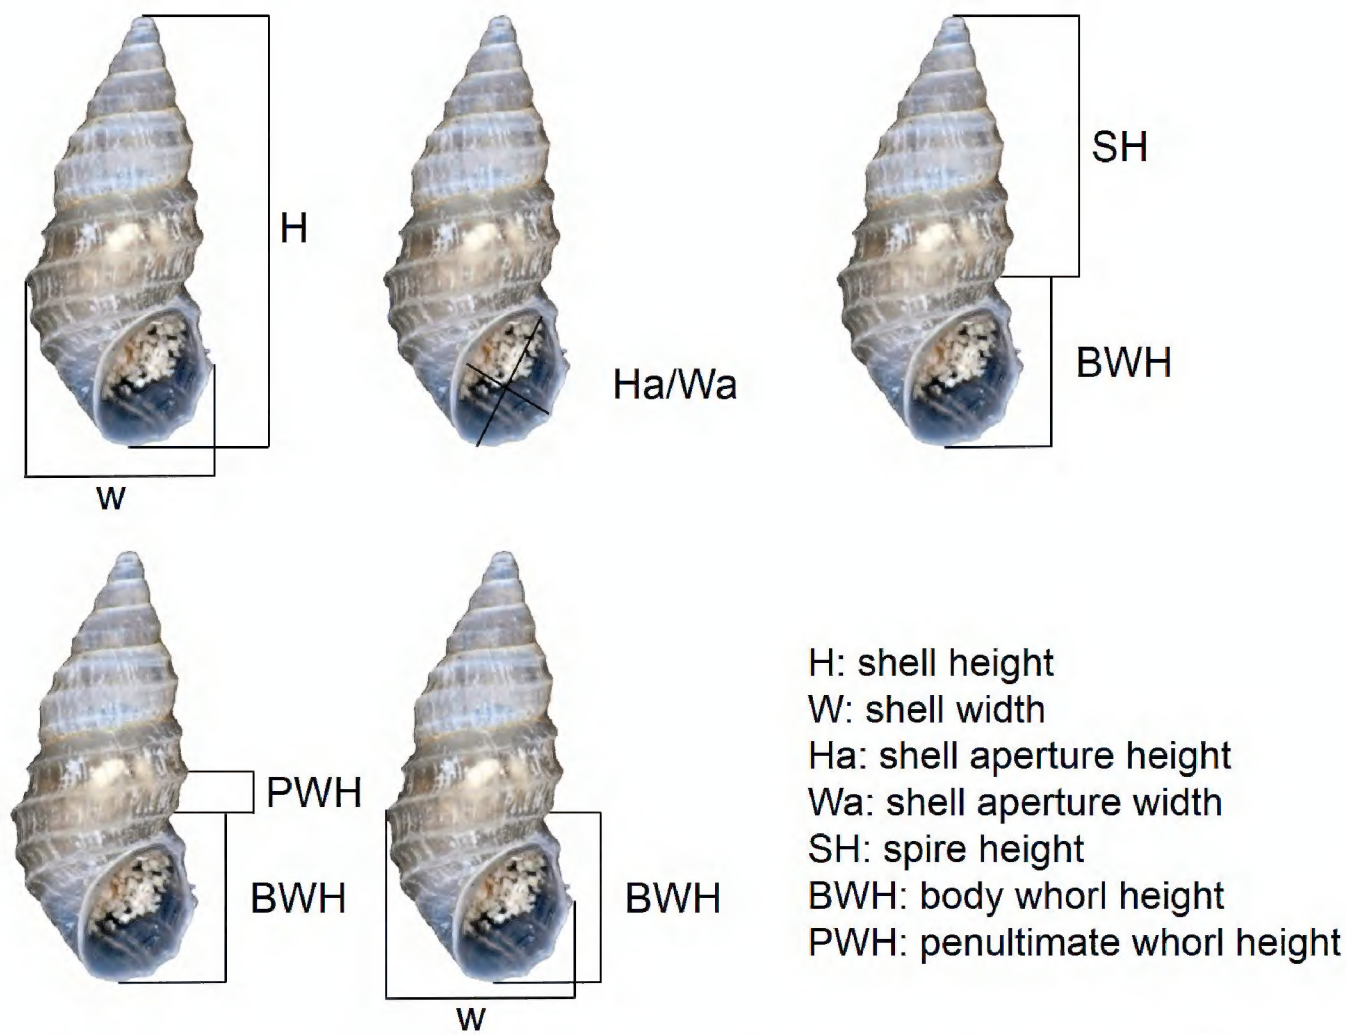 H
W
Ha/Wa
SH
BWH
PWH
BWH
BWH
W
H: shell height
W: shell width
Ha: shell aperture height
Wa: shell aperture width
SH: spire height
BWH: body whorl height
PWH: penultimate whorl height